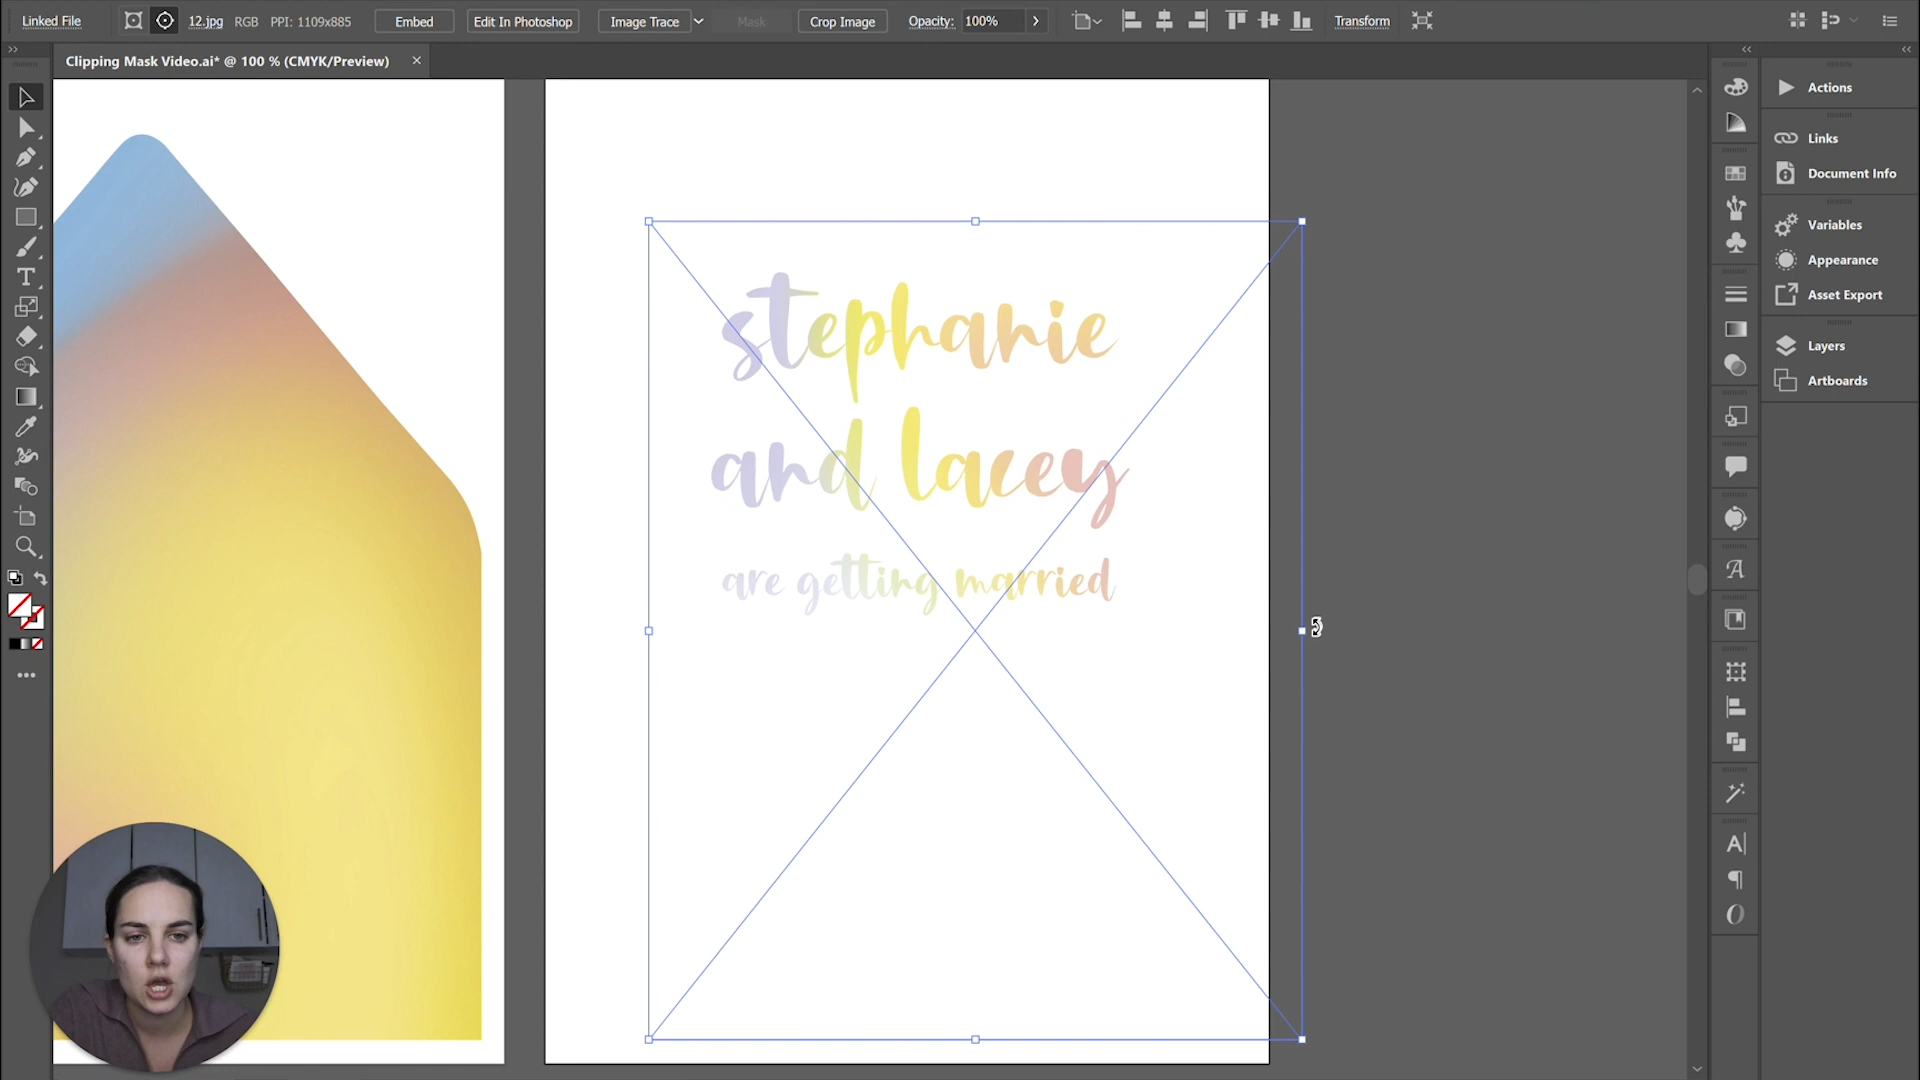 Linked File 12.jpg RGB PPI: 1109x885 Embed Edit In Photoshop Image Trace Mask Crop Image Opacity: 100% Transform
Clipping Mask Video.ai* @ 100 % (CMYK/Preview)
Actions
Links
Document Info
Variables
Appearance
Asset Export
Layers
Artboards
stephanie
and lacey
are getting married